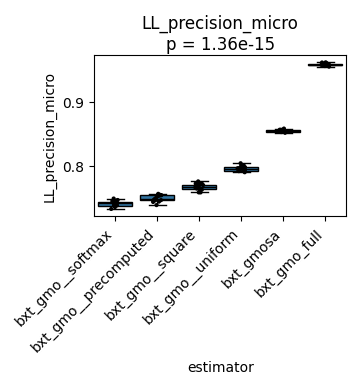 LL_precision_micro
p = 1.36e-15
LL_precision_micro
0.9
0.8
bxt_gmo__softmax
bxt_gmo__precomputed
bxt_gmo__square
bxt_gmo__uniform
bxt_gmosa
bxt_gmo_full
estimator